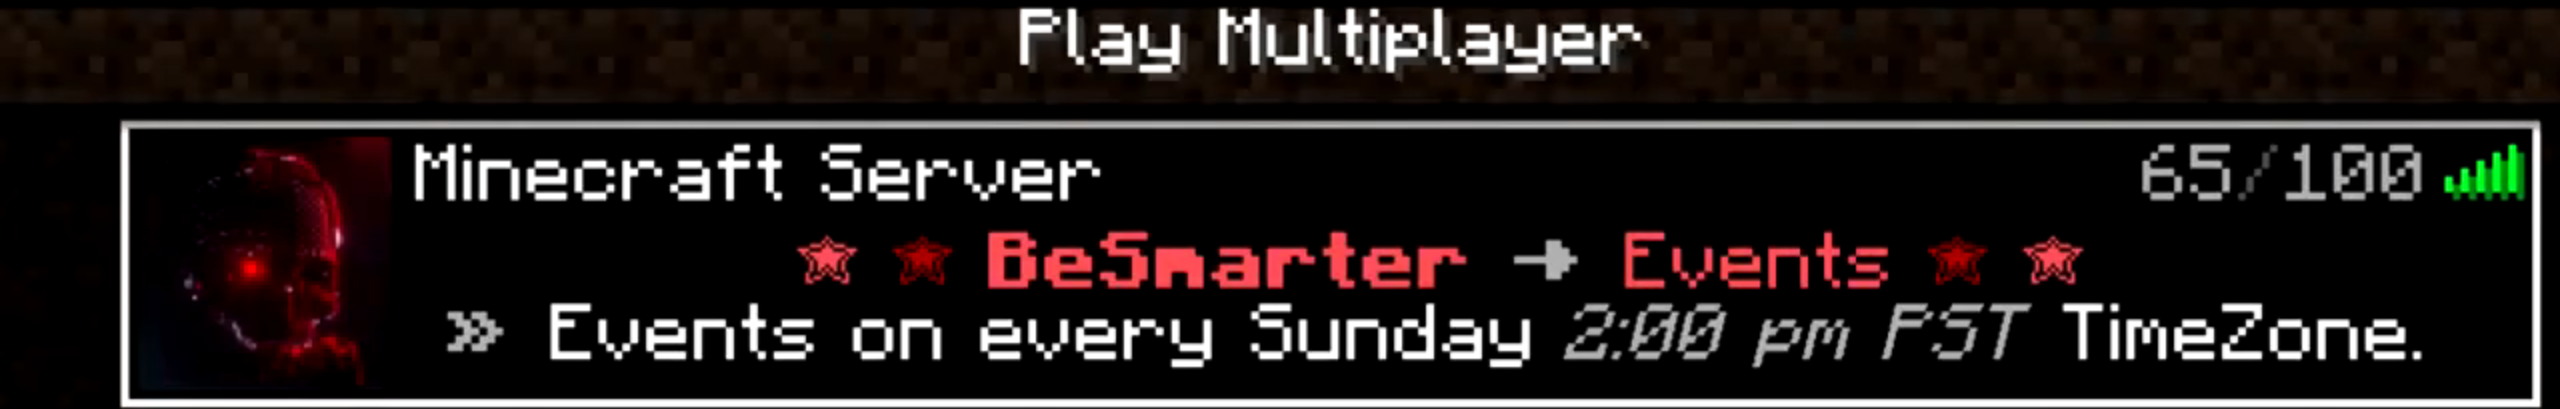 Play Multiplayer
Minecraft Server 65/100
☆ ★ BeSmarter → Events ★ ☆
» Events on every Sunday 2:00 pm PST TimeZone.